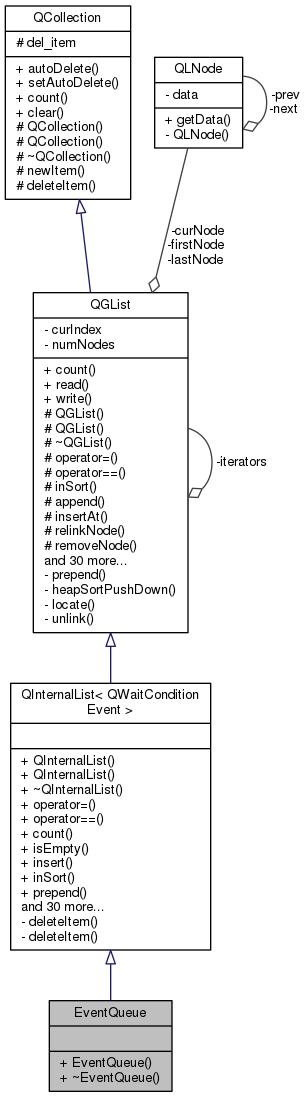 QCollection
# del_item
+ autoDelete()
+ setAutoDelete()
+ count()
+ clear()
# QCollection()
# QCollection()
# ~QCollection()
# newItem()
# deleteItem()
QLNode
- data
+ getData()
- QLNode()
-prev
-next
-curNode
-firstNode
-lastNode
QGList
- curIndex
- numNodes
+ count()
+ read()
+ write()
# QGList()
# QGList()
# ~QGList()
# operator=()
# operator==()
# inSort()
# append()
# insertAt()
# relinkNode()
# removeNode()
and 30 more...
- prepend()
- heapSortPushDown()
- locate()
- unlink()
-iterators
QInternalList< QWaitCondition
Event >
+ QInternalList()
+ QInternalList()
+ ~QInternalList()
+ operator=()
+ operator==()
+ count()
+ isEmpty()
+ insert()
+ inSort()
+ prepend()
and 30 more...
- deleteItem()
- deleteItem()
EventQueue
+ EventQueue()
+ ~EventQueue()